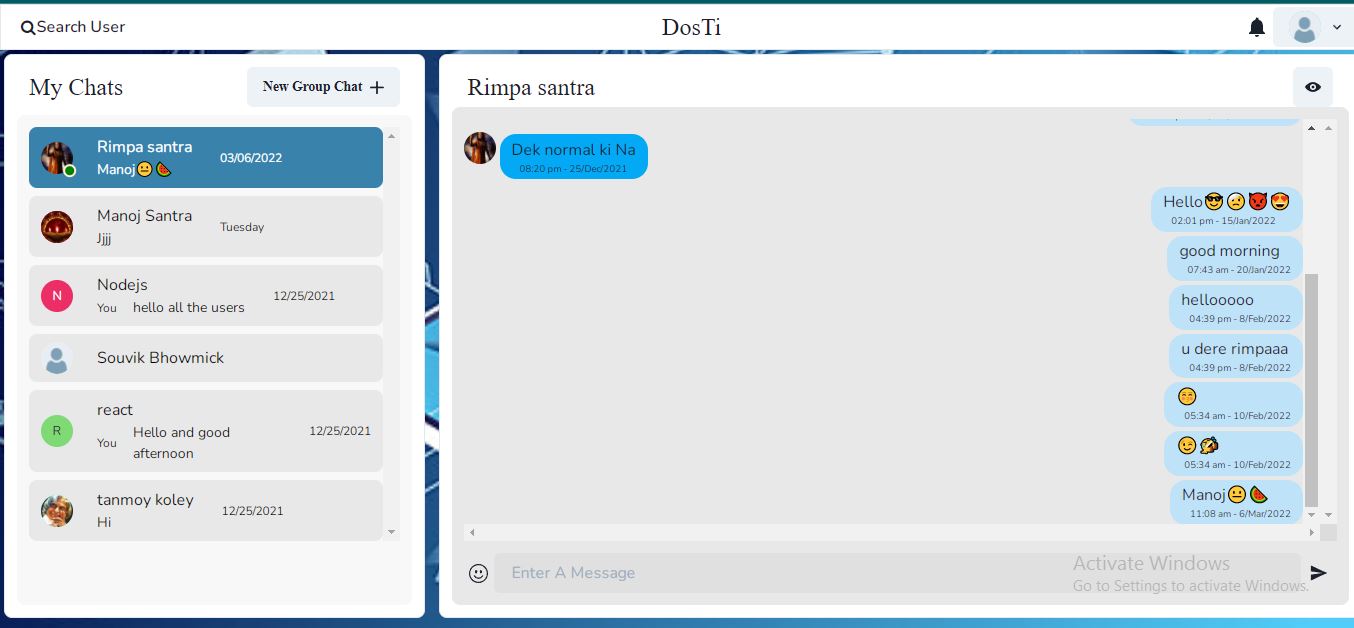 Search User
DosTi
My Chats
New Group Chat +
Rimpa santra
03/06/2022
Manoj😐🍉
Manoj Santra
Tuesday
Jjjj
N
Nodejs
12/25/2021
You hello all the users
Souvik Bhowmick
R
react
You Hello and good
12/25/2021
afternoon
tanmoy koley
12/25/2021
Hi
Rimpa santra
Dek normal ki Na
08:20 pm - 25/Dec/2021
Hello😎😥👿😍
02:01 pm - 15/Jan/2022
good morning
07:43 am - 20/Jan/2022
hellooooo
04:39 pm - 8/Feb/2022
u dere rimpaaa
04:39 pm - 8/Feb/2022
😁
05:34 am - 10/Feb/2022
😉🤮
05:34 am - 10/Feb/2022
Manoj😐🍉
11:08 am - 6/Mar/2022
Enter A Message
Activate Windows
Go to Settings to activate Windows.